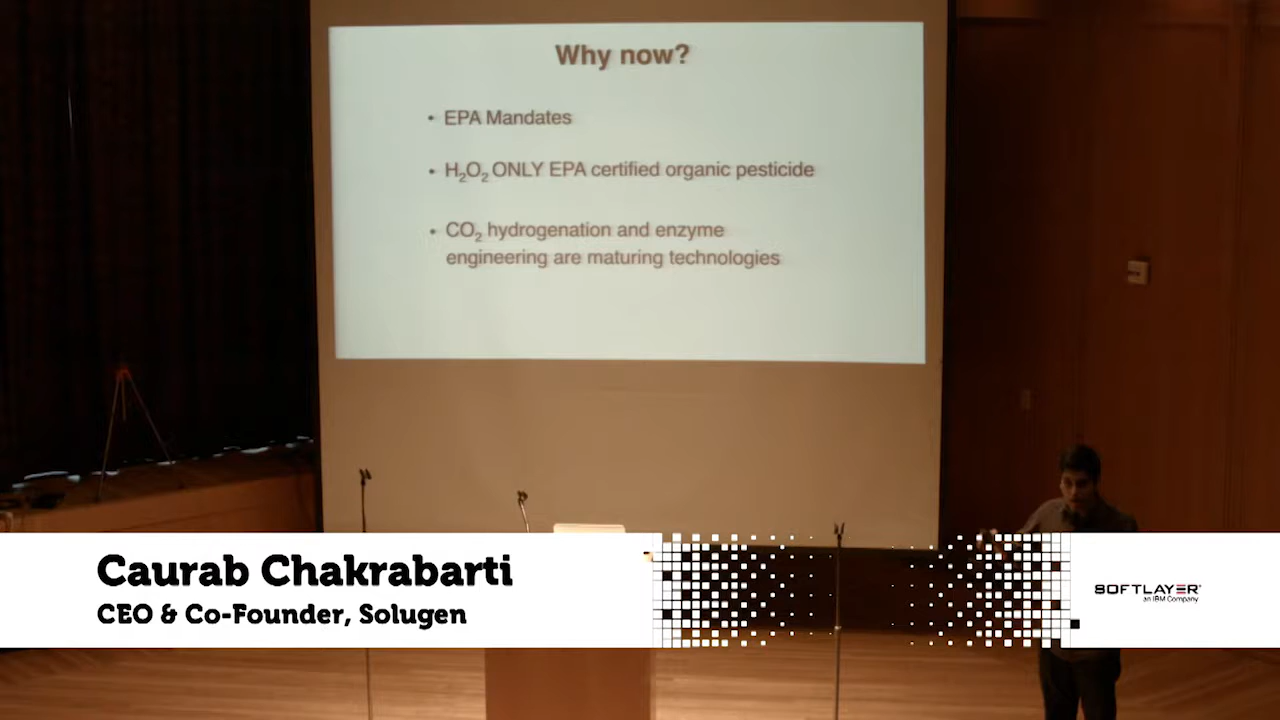 Why now?
• EPA Mandates
• H₂O₂ ONLY EPA certified organic pesticide
• CO₂ hydrogenation and enzyme
engineering are maturing technologies
Caurab Chakrabarti
CEO & Co-Founder, Solugen
SOFTLAYER®
an IBM Company